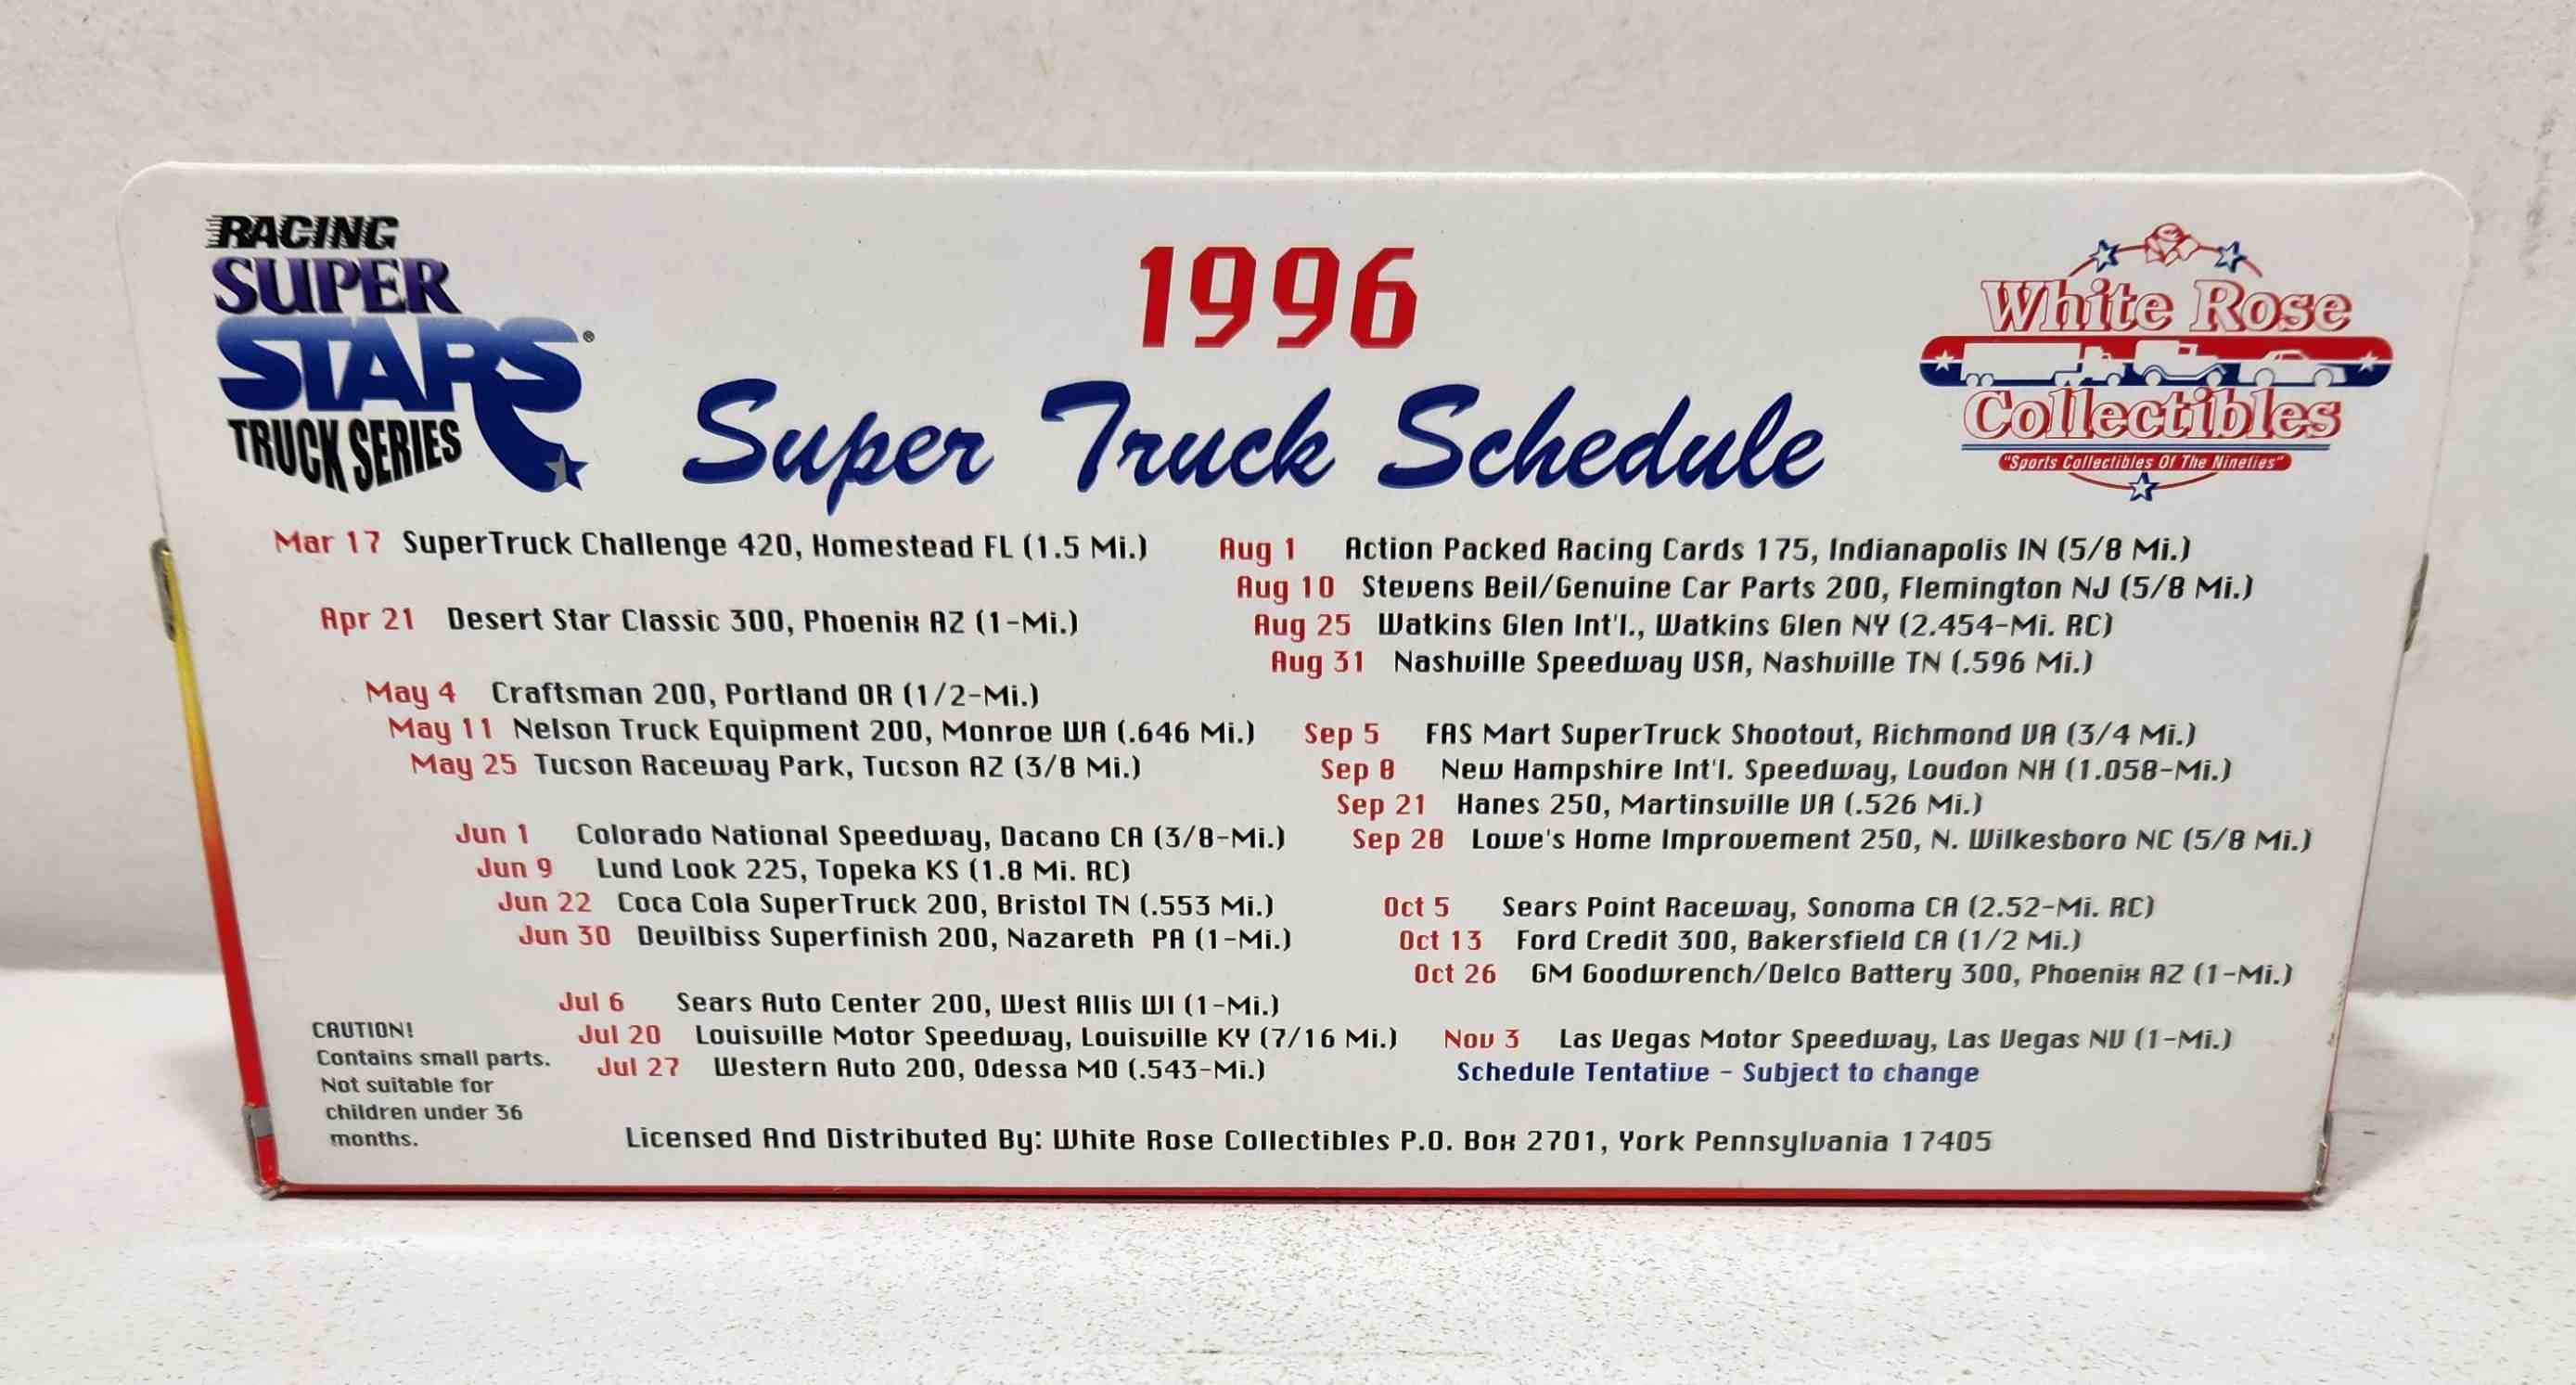 RACING
SUPER
STARS®
TRUCK SERIES
1996
Super Truck Schedule
White Rose
Collectibles
"Sports Collectibles Of The Nineties"
Mar 17 SuperTruck Challenge 420, Homestead FL (1.5 Mi.)
Apr 21 Desert Star Classic 300, Phoenix AZ (1-Mi.)
May 4 Craftsman 200, Portland OR (1/2-Mi.)
May 11 Nelson Truck Equipment 200, Monroe WA (.646 Mi.)
May 25 Tucson Raceway Park, Tucson AZ (3/8 Mi.)
Jun 1 Colorado National Speedway, Dacano CA (3/8-Mi.)
Jun 9 Lund Look 225, Topeka KS (1.8 Mi. RC)
Jun 22 Coca Cola SuperTruck 200, Bristol TN (.553 Mi.)
Jun 30 Devilbiss Superfinish 200, Nazareth PA (1-Mi.)
Jul 6 Sears Auto Center 200, West Allis WI (1-Mi.)
Jul 20 Louisville Motor Speedway, Louisville KY (7/16 Mi.)
Jul 27 Western Auto 200, Odessa MO (.543-Mi.)
Aug 1 Action Packed Racing Cards 175, Indianapolis IN (5/8 Mi.)
Aug 10 Stevens Beil/Genuine Car Parts 200, Flemington NJ (5/8 Mi.)
Aug 25 Watkins Glen Int'l., Watkins Glen NY (2.454-Mi. RC)
Aug 31 Nashville Speedway USA, Nashville TN (.596 Mi.)
Sep 5 FAS Mart SuperTruck Shootout, Richmond VA (3/4 Mi.)
Sep 8 New Hampshire Int'l. Speedway, Loudon NH (1.058-Mi.)
Sep 21 Hanes 250, Martinsville VA (.526 Mi.)
Sep 28 Lowe's Home Improvement 250, N. Wilkesboro NC (5/8 Mi.)
Oct 5 Sears Point Raceway, Sonoma CA (2.52-Mi. RC)
Oct 13 Ford Credit 300, Bakersfield CA (1/2 Mi.)
Oct 26 GM Goodwrench/Delco Battery 300, Phoenix AZ (1-Mi.)
Nov 3 Las Vegas Motor Speedway, Las Vegas NV (1-Mi.)
Schedule Tentative - Subject to change
CAUTION!
Contains small parts.
Not suitable for
children under 36
months.
Licensed And Distributed By: White Rose Collectibles P.O. Box 2701, York Pennsylvania 17405